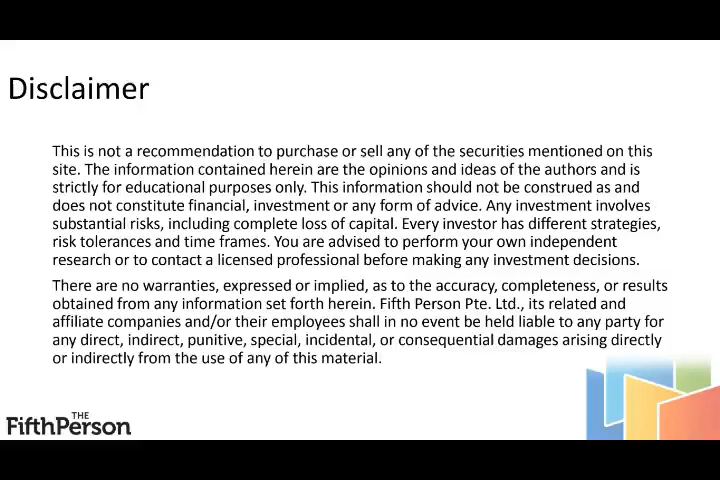 Disclaimer
This is not a recommendation to purchase or sell any of the securities mentioned on this
site. The information contained herein are the opinions and ideas of the authors and is
strictly for educational purposes only. This information should not be construed as and
does not constitute financial, investment or any form of advice. Any investment involves
substantial risks, including complete loss of capital. Every investor has different strategies,
risk tolerances and time frames. You are advised to perform your own independent
research or to contact a licensed professional before making any investment decisions.
There are no warranties, expressed or implied, as to the accuracy, completeness, or results
obtained from any information set forth herein. Fifth Person Pte. Ltd., its related and
affiliate companies and/or their employees shall in no event be held liable to any party for
any direct, indirect, punitive, special, incidental, or consequential damages arising directly
or indirectly from the use of any of this material.
THE
FifthPerson